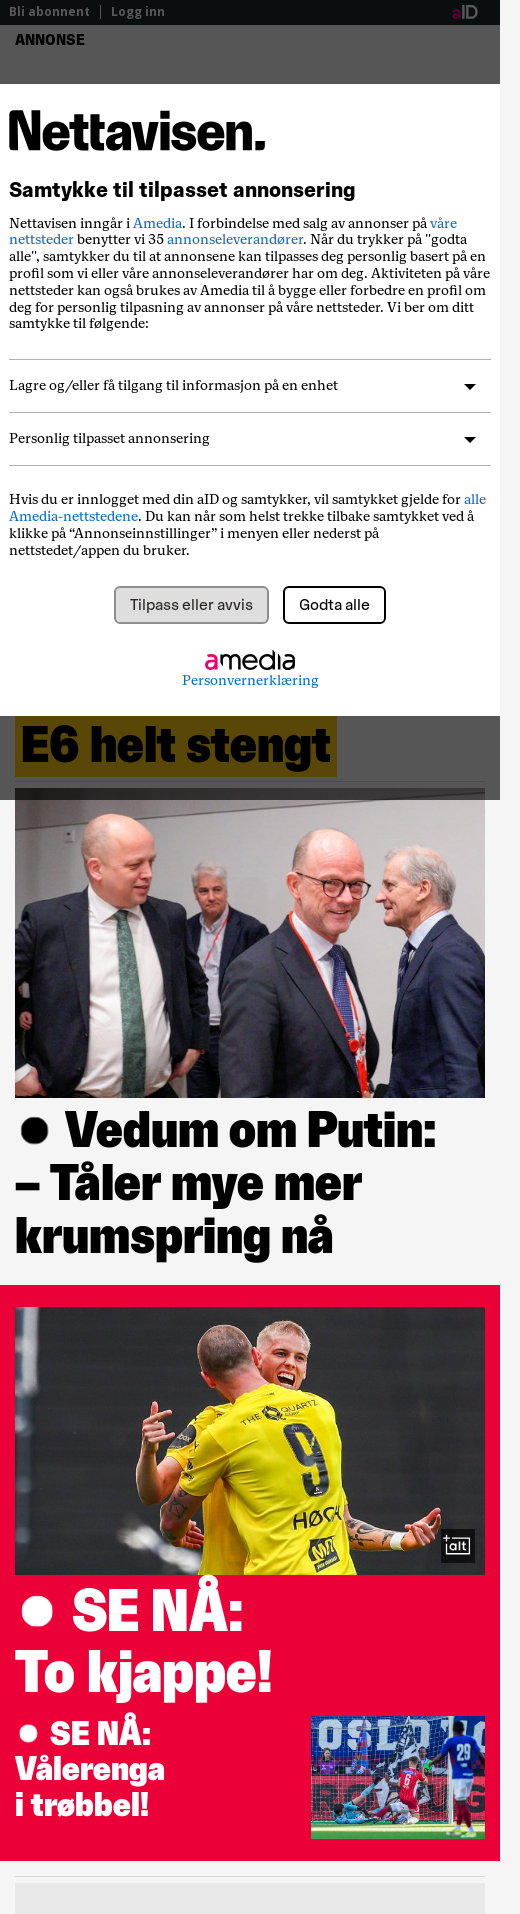 Bli abonnent
Logg inn
aID
ANNONSE
Nettavisen.
Samtykke til tilpasset annonsering
Nettavisen inngår i Amedia. I forbindelse med salg av annonser på våre
nettsteder benytter vi 35 annonseleverandører. Når du trykker på "godta
alle", samtykker du til at annonsene kan tilpasses deg personlig basert på en
profil som vi eller våre annonseleverandører har om deg. Aktiviteten på våre
nettsteder kan også brukes av Amedia til å bygge eller forbedre en profil om
deg for personlig tilpasning av annonser på våre nettsteder. Vi ber om ditt
samtykke til følgende:
Lagre og/eller få tilgang til informasjon på en enhet
Personlig tilpasset annonsering
Hvis du er innlogget med din aID og samtykker, vil samtykket gjelde for alle
Amedia-nettstedene. Du kan når som helst trekke tilbake samtykket ved å
klikke på “Annonseinnstillinger” i menyen eller nederst på
nettstedet/appen du bruker.
Tilpass eller avvis
Godta alle
amedia
Personvernerklæring
E6 helt stengt
Vedum om Putin:
– Tåler mye mer
krumspring nå
THE QUARTZ
9
HØGH
+alt
SE NÅ:
To kjappe!
SE NÅ:
Vålerenga
i trøbbel!
OSLO
29